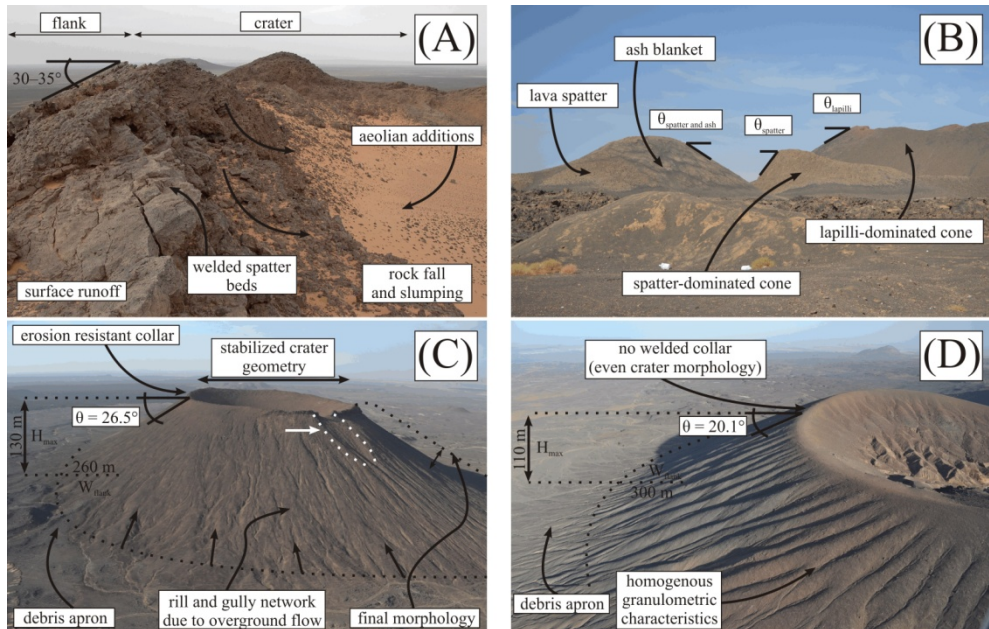 flank
crater
(A)
30–35°
aeolian additions
welded spatter
beds
surface runoff
rock fall
and slumping
(B)
ash blanket
lava spatter
θspatter and ash
θspatter
θlapilli
lapilli-dominated cone
spatter-dominated cone
erosion resistant collar
stabilized crater
geometry
(C)
θ = 26.5°
130 m
Hmax
260 m
Wflank
debris apron
rill and gully network
due to overground flow
final morphology
no welded collar
(even crater morphology)
(D)
θ = 20.1°
110 m
Hmax
Wflank
300 m
debris apron
homogenous
granulometric
characteristics